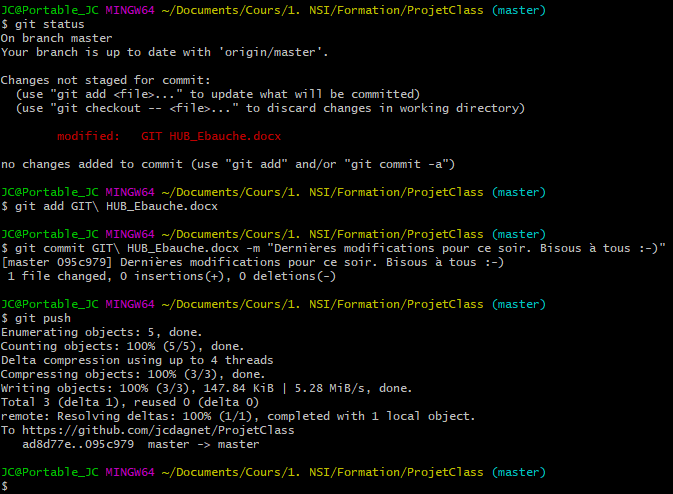 JC@Portable_JC MINGW64 ~/Documents/Cours/1. NSI/Formation/ProjetClass (master)
$ git status
On branch master
Your branch is up to date with 'origin/master'.

Changes not staged for commit:
  (use "git add <file>..." to update what will be committed)
  (use "git checkout -- <file>..." to discard changes in working directory)

        modified:   GIT HUB_Ebauche.docx

no changes added to commit (use "git add" and/or "git commit -a")

JC@Portable_JC MINGW64 ~/Documents/Cours/1. NSI/Formation/ProjetClass (master)
$ git add GIT\ HUB_Ebauche.docx

JC@Portable_JC MINGW64 ~/Documents/Cours/1. NSI/Formation/ProjetClass (master)
$ git commit GIT\ HUB_Ebauche.docx -m "Dernières modifications pour ce soir. Bisous à tous :-)"
[master 095c979] Dernières modifications pour ce soir. Bisous à tous :-)
 1 file changed, 0 insertions(+), 0 deletions(-)

JC@Portable_JC MINGW64 ~/Documents/Cours/1. NSI/Formation/ProjetClass (master)
$ git push
Enumerating objects: 5, done.
Counting objects: 100% (5/5), done.
Delta compression using up to 4 threads
Compressing objects: 100% (3/3), done.
Writing objects: 100% (3/3), 147.84 KiB | 5.28 MiB/s, done.
Total 3 (delta 1), reused 0 (delta 0)
remote: Resolving deltas: 100% (1/1), completed with 1 local object.
To https://github.com/jcdagnet/ProjetClass
   ad8d77e..095c979  master -> master

JC@Portable_JC MINGW64 ~/Documents/Cours/1. NSI/Formation/ProjetClass (master)
$